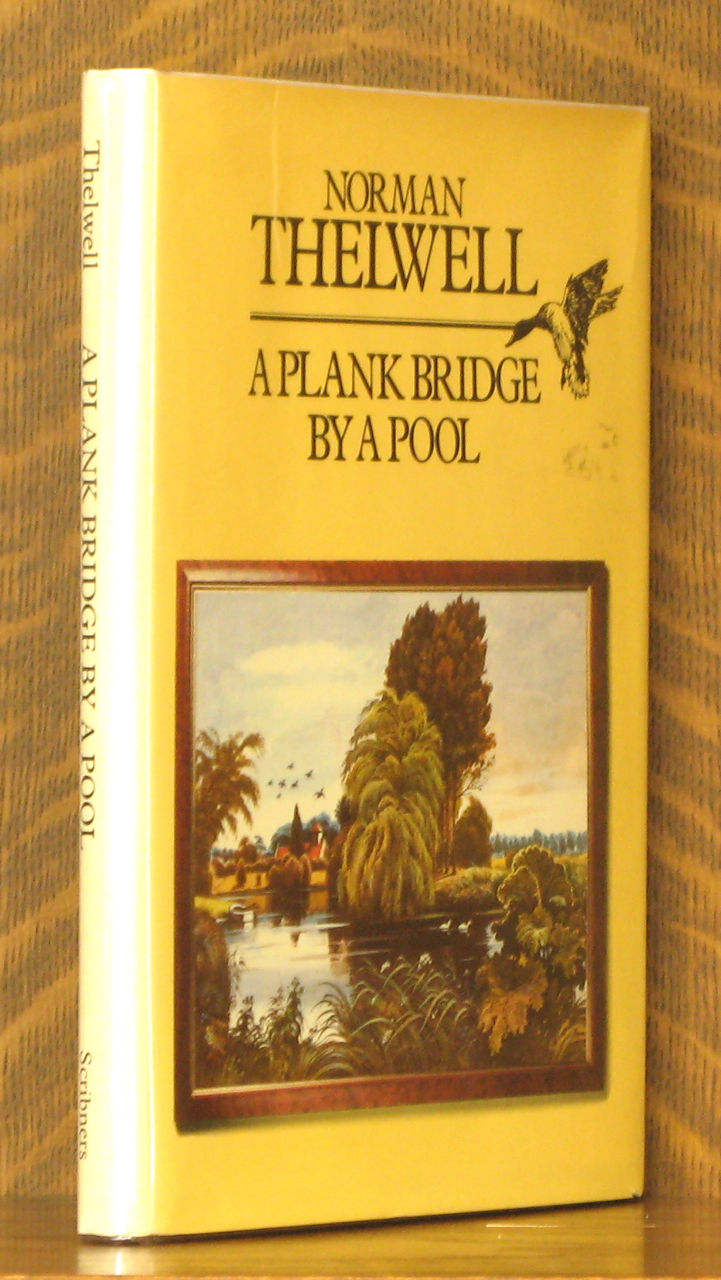 NORMAN
THELWELL
A PLANK BRIDGE
BY A POOL
Thelwell A PLANK BRIDGE BY A POOL Scribners